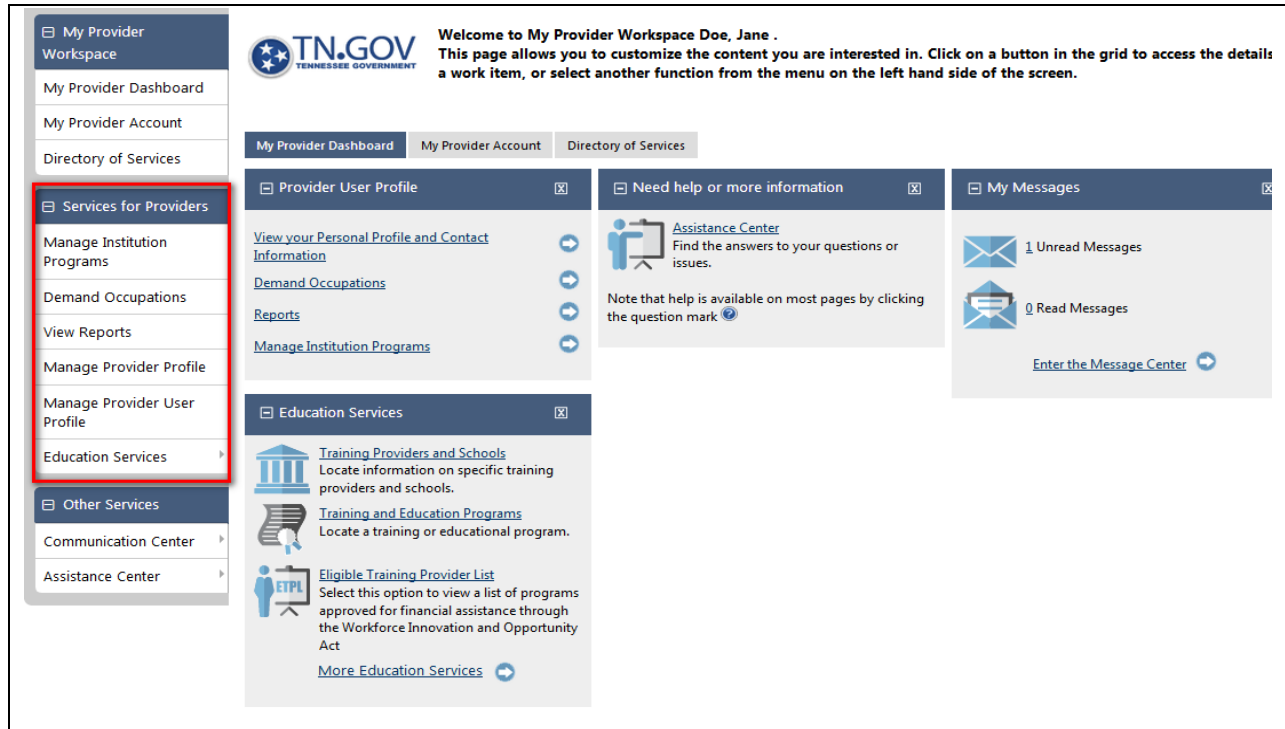 My Provider
Workspace
My Provider Dashboard
My Provider Account
Directory of Services
Services for Providers
Manage Institution
Programs
Demand Occupations
View Reports
Manage Provider Profile
Manage Provider User
Profile
Education Services
Other Services
Communication Center
Assistance Center
TN.GOV
TENNESSEE GOVERNMENT
Welcome to My Provider Workspace Doe, Jane .
This page allows you to customize the content you are interested in. Click on a button in the grid to access the details
a work item, or select another function from the menu on the left hand side of the screen.
My Provider Dashboard My Provider Account Directory of Services
Provider User Profile
View your Personal Profile and Contact
Information
Demand Occupations
Reports
Manage Institution Programs
Need help or more information
Assistance Center
Find the answers to your questions or
issues.
Note that help is available on most pages by clicking
the question mark
My Messages
1 Unread Messages
0 Read Messages
Enter the Message Center
Education Services
Training Providers and Schools
Locate information on specific training
providers and schools.
Training and Education Programs
Locate a training or educational program.
ETPL
Eligible Training Provider List
Select this option to view a list of programs
approved for financial assistance through
the Workforce Innovation and Opportunity
Act
More Education Services